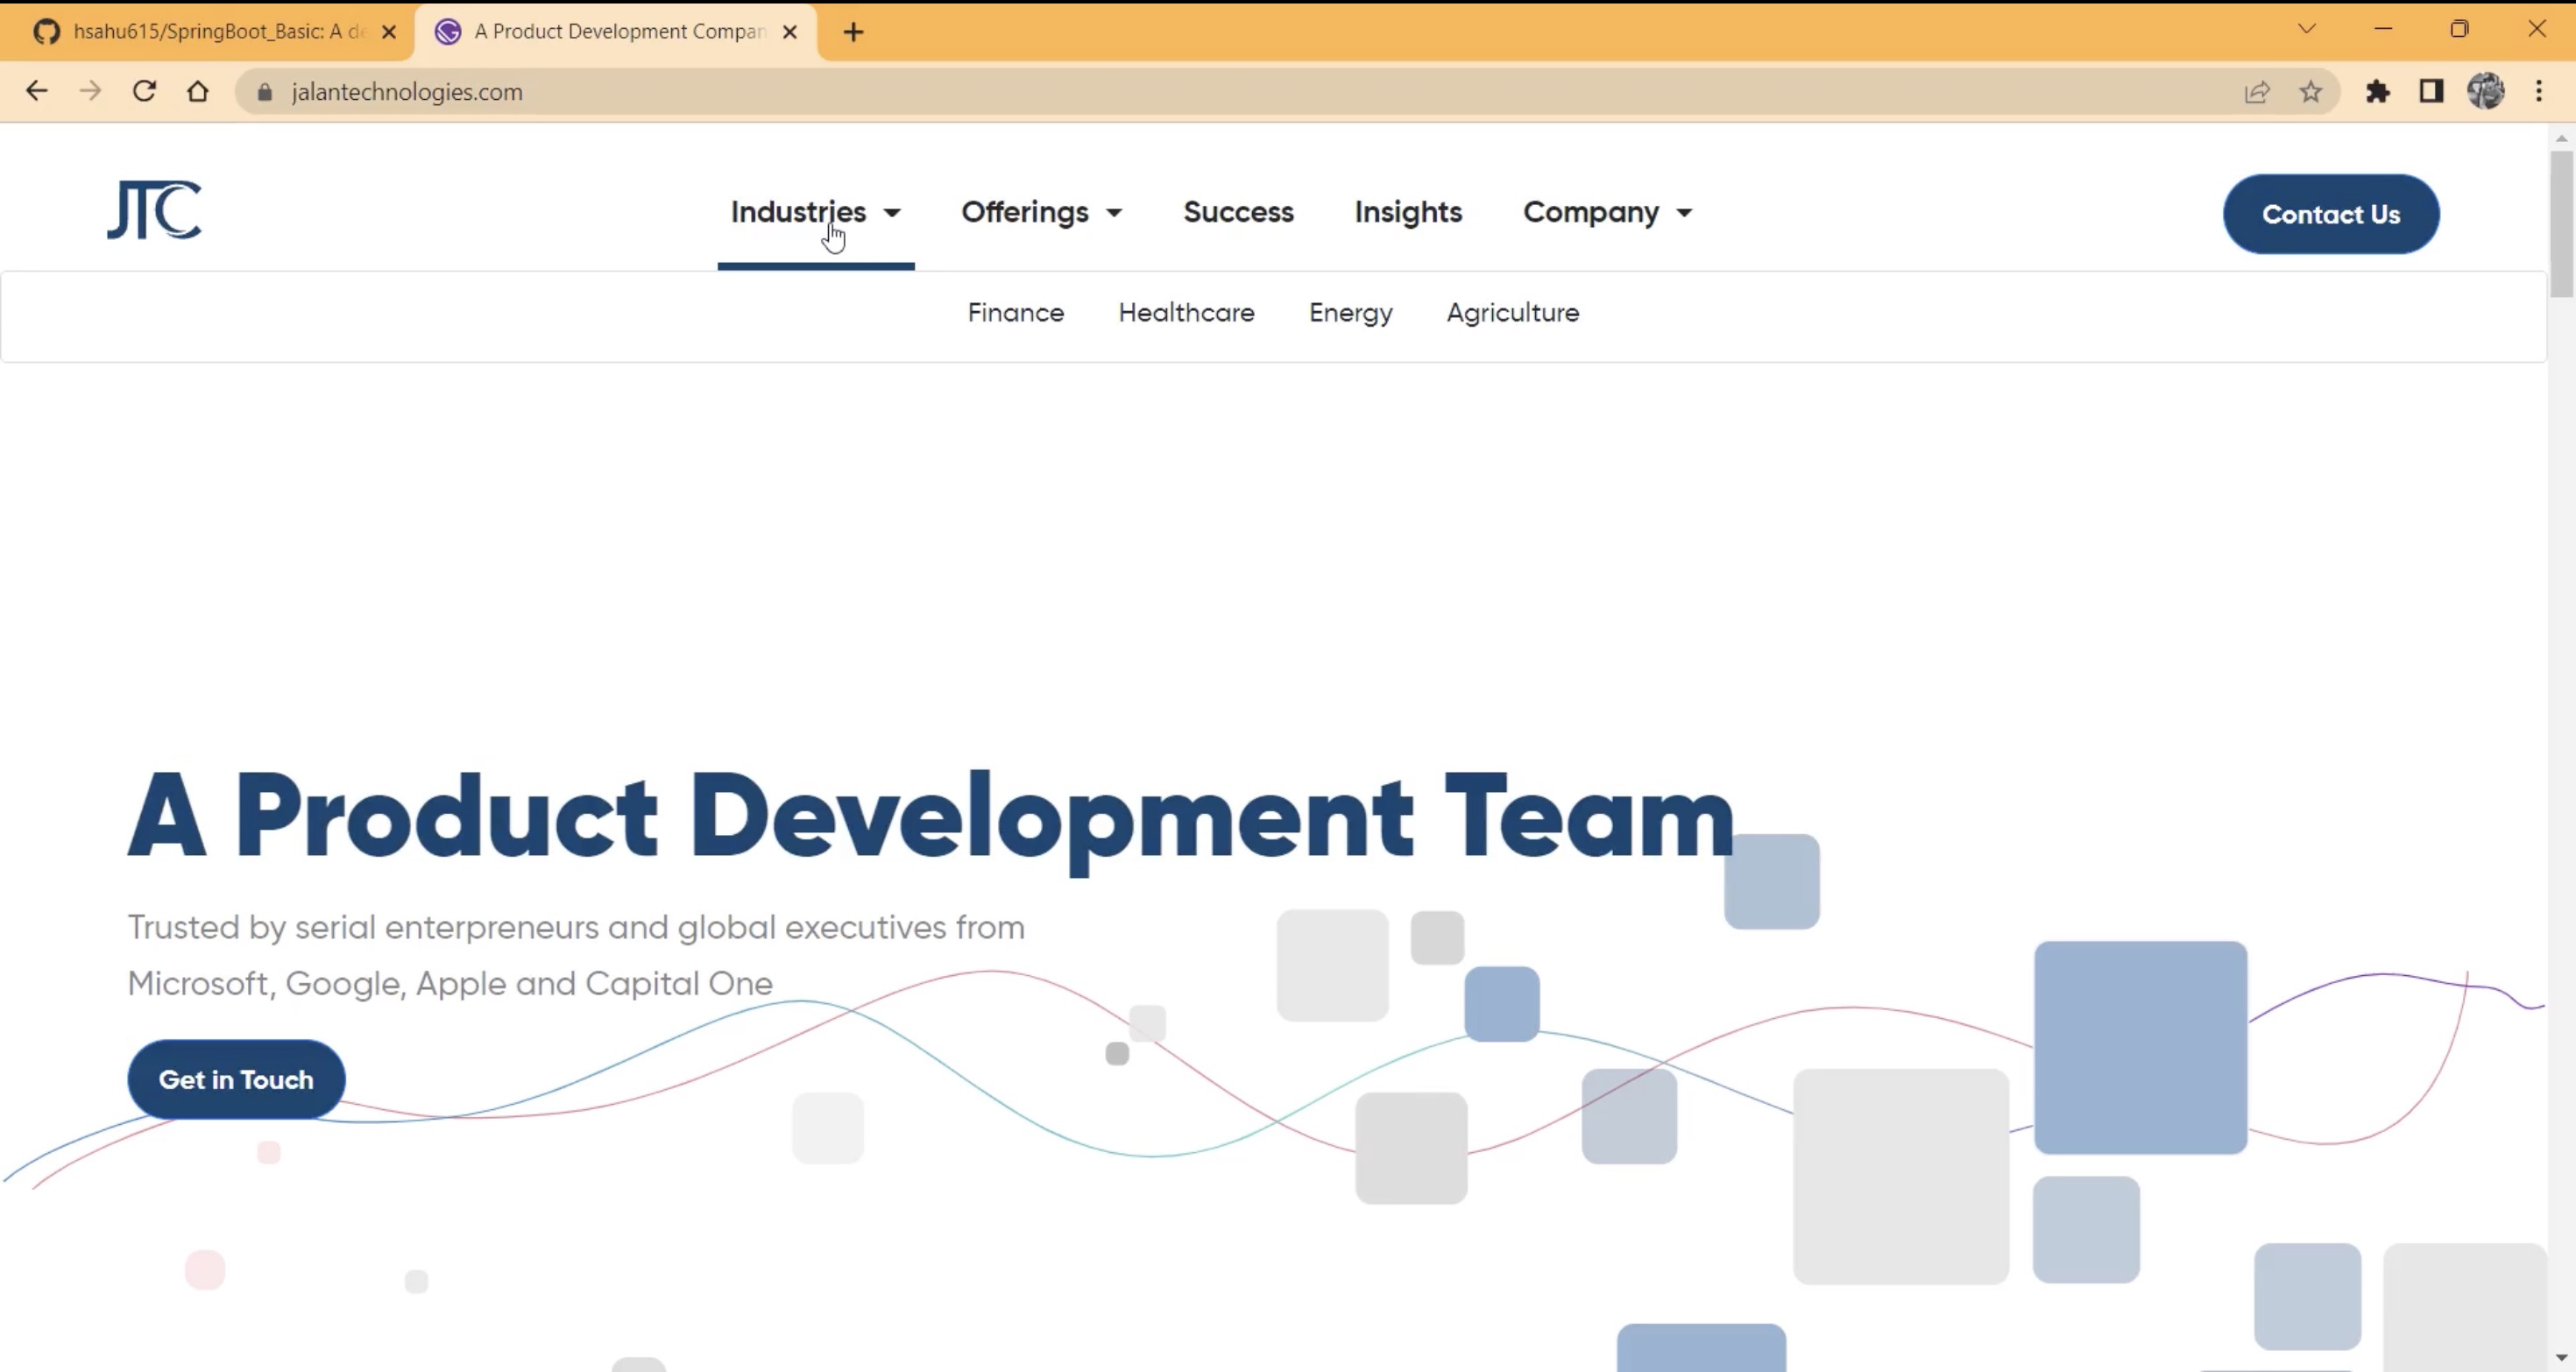 hsahu615/SpringBoot_Basic: A de
A Product Development Compan
jalantechnologies.com
JTC
Industries
Offerings
Success
Insights
Company
Contact Us
Finance
Healthcare
Energy
Agriculture
A Product Development Team
Trusted by serial enterpreneurs and global executives from
Microsoft, Google, Apple and Capital One
Get in Touch